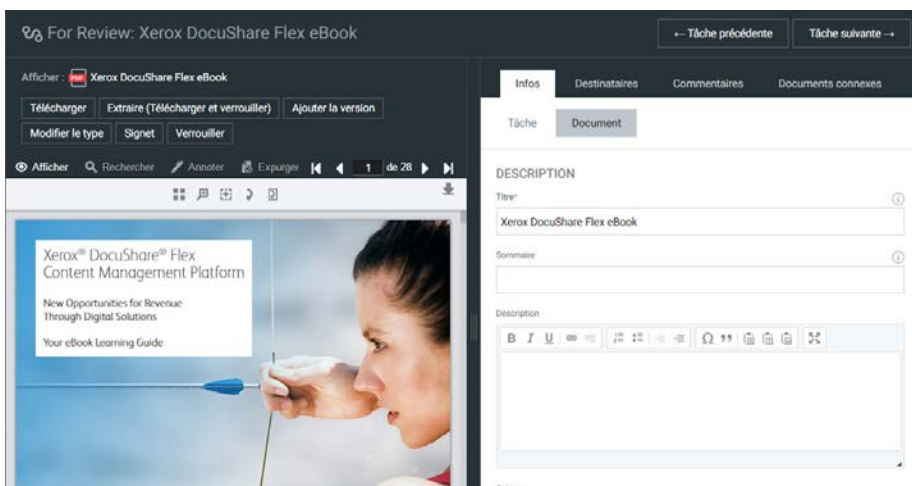 For Review: Xerox DocuShare Flex eBook
← Tâche précédente
Tâche suivante →
Afficher : PDF Xerox DocuShare Flex eBook
Télécharger
Extraire (Télécharger et verrouiller)
Ajouter la version
Modifier le type
Signet
Verrouiller
Afficher
Rechercher
Annoter
Expurger
1 de 28
Xerox® DocuShare® Flex
Content Management Platform
New Opportunities for Revenue
Through Digital Solutions
Your eBook Learning Guide
Infos
Destinataires
Commentaires
Documents connexes
Tâche
Document
DESCRIPTION
Titre*
Xerox DocuShare Flex eBook
Sommaire
Description
B I U